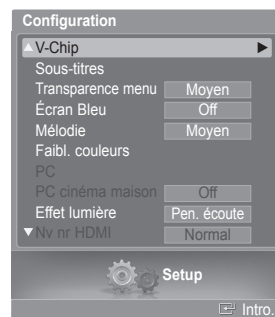 Configuration
V-Chip
Sous-titres
Transparence menu Moyen
Écran Bleu Off
Mélodie Moyen
Faibl. couleurs
PC
PC cinéma maison Off
Effet lumière Pen. écoute
Nv nr HDMI Normal
Setup
Intro.